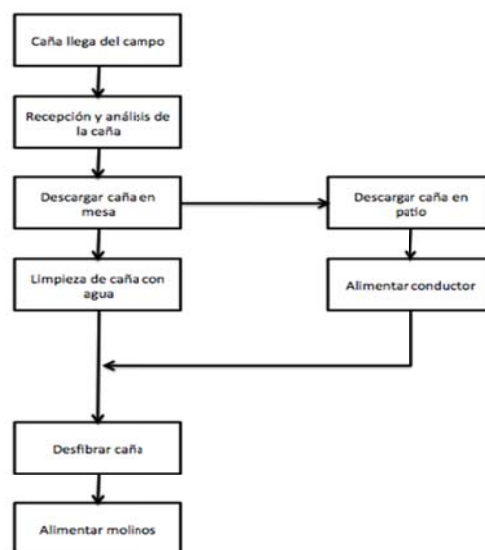 Caña llega del campo
Recepción y análisis de
la caña
Descargar caña en
mesa
Descargar caña en
patio
Limpieza de caña con
agua
Alimentar conductor
Desfibrar caña
Alimentar molinos